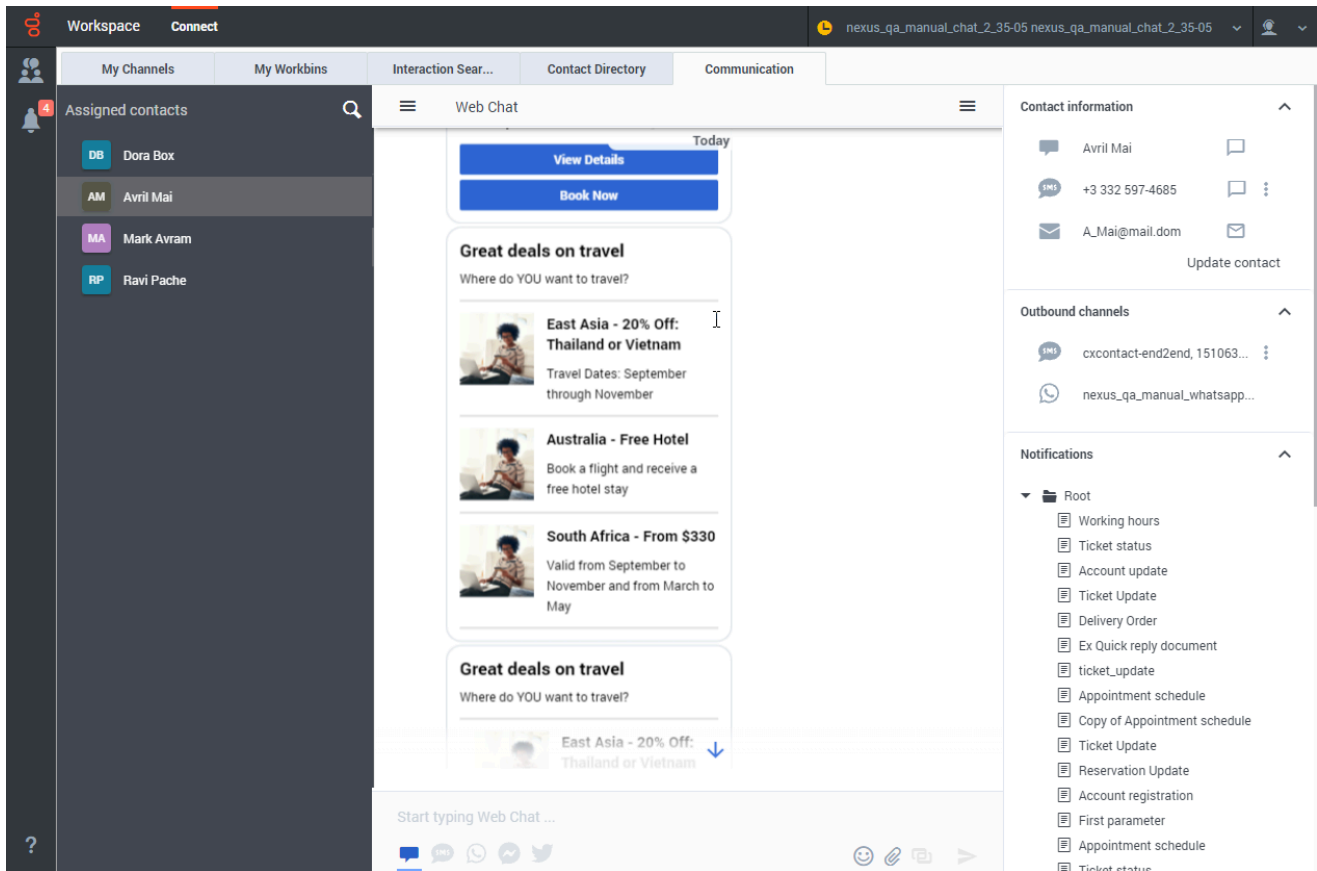 Workspace
Connect
nexus_qa_manual_chat_2_35-05 nexus_qa_manual_chat_2_35-05
My Channels
My Workbins
Interaction Sear...
Contact Directory
Communication
4
Assigned contacts
DB
Dora Box
AM
Avril Mai
MA
Mark Avram
RP
Ravi Pache
?
Web Chat
Today
View Details
Book Now
Great deals on travel
Where do YOU want to travel?
East Asia - 20% Off:
Thailand or Vietnam
Travel Dates: September
through November
Australia - Free Hotel
Book a flight and receive a
free hotel stay
South Africa - From $330
Valid from September to
November and from March to
May
Great deals on travel
Where do YOU want to travel?
East Asia - 20% Off:
Thailand or Vietnam
Start typing Web Chat ...
SMS
Contact information
Avril Mai
SMS
+3 332 597-4685
A_Mai@mail.dom
Update contact
Outbound channels
SMS
cxcontact-end2end, 151063...
nexus_qa_manual_whatsapp...
Notifications
Root
Working hours
Ticket status
Account update
Ticket Update
Delivery Order
Ex Quick reply document
ticket_update
Appointment schedule
Copy of Appointment schedule
Ticket Update
Reservation Update
Account registration
First parameter
Appointment schedule
Ticket status